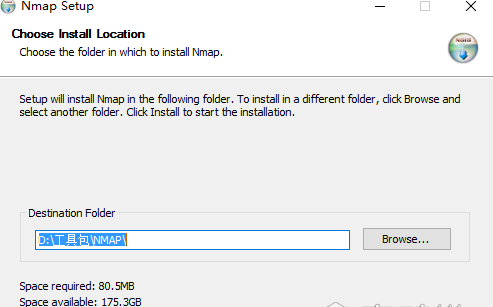 Nmap Setup
Choose Install Location
Choose the folder in which to install Nmap.
Setup will install Nmap in the following folder. To install in a different folder, click Browse and
select another folder. Click Install to start the installation.
Destination Folder
D:\工具包\NMAP\
Browse...
Space required: 80.5MB
Space available: 175.3GB